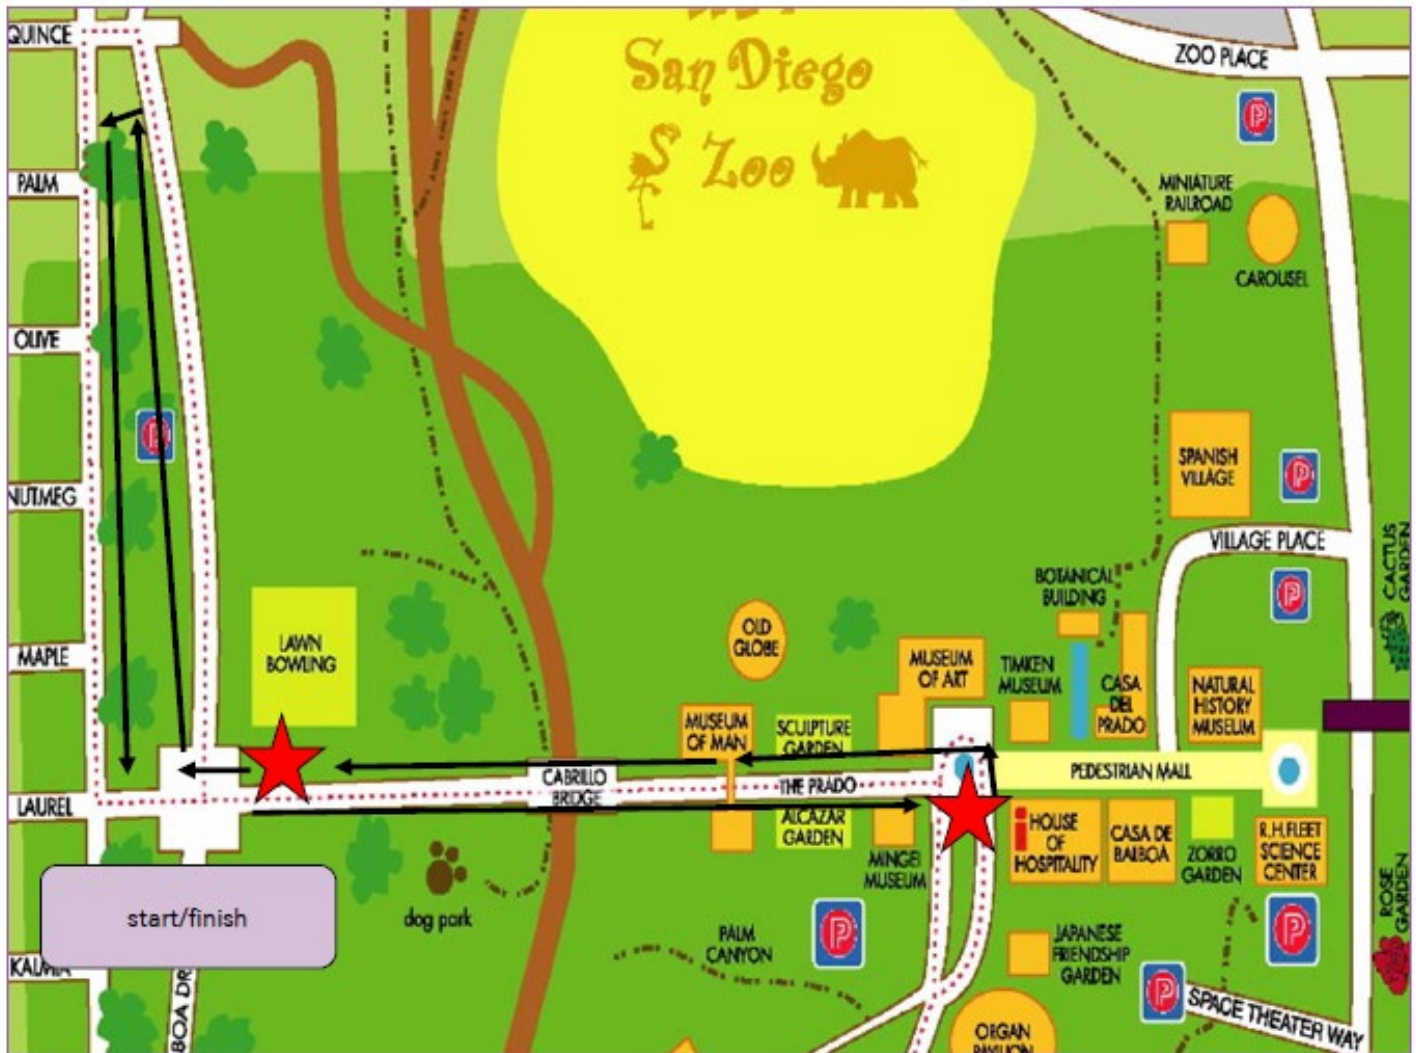 QUINCE
San Diego
Zoo
ZOO PLACE
P
PALM
MINIATURE
RAILROAD
CAROUSEL
OLIVE
P
NUTMEG
SPANISH
VILLAGE
P
VILLAGE PLACE
CACTUS
GARDEN
BOTANICAL
BUILDING
P
LAWN
BOWLING
OLD
GLOBE
MAPLE
MUSEUM
OF ART
TIMKEN
MUSEUM
CASA
DEL
PRADO
NATURAL
HISTORY
MUSEUM
MUSEUM
OF MAN
SCULPTURE
GARDEN
CABRILLO
BRIDGE
THE PRADO
PEDESTRIAN MALL
LAUREL
ALCAZAR
GARDEN
MINGEI
MUSEUM
i HOUSE
OF
HOSPITALITY
CASA DE
BALBOA
ZORRO
GARDEN
R.H.FLEET
SCIENCE
CENTER
ROSE
GARDEN
start/finish
dog park
PALM
CANYON
P
JAPANESE
FRIENDSHIP
GARDEN
P
P
KALMIA
BOA DR
SPACE THEATER WAY
ORGAN
PAVILION